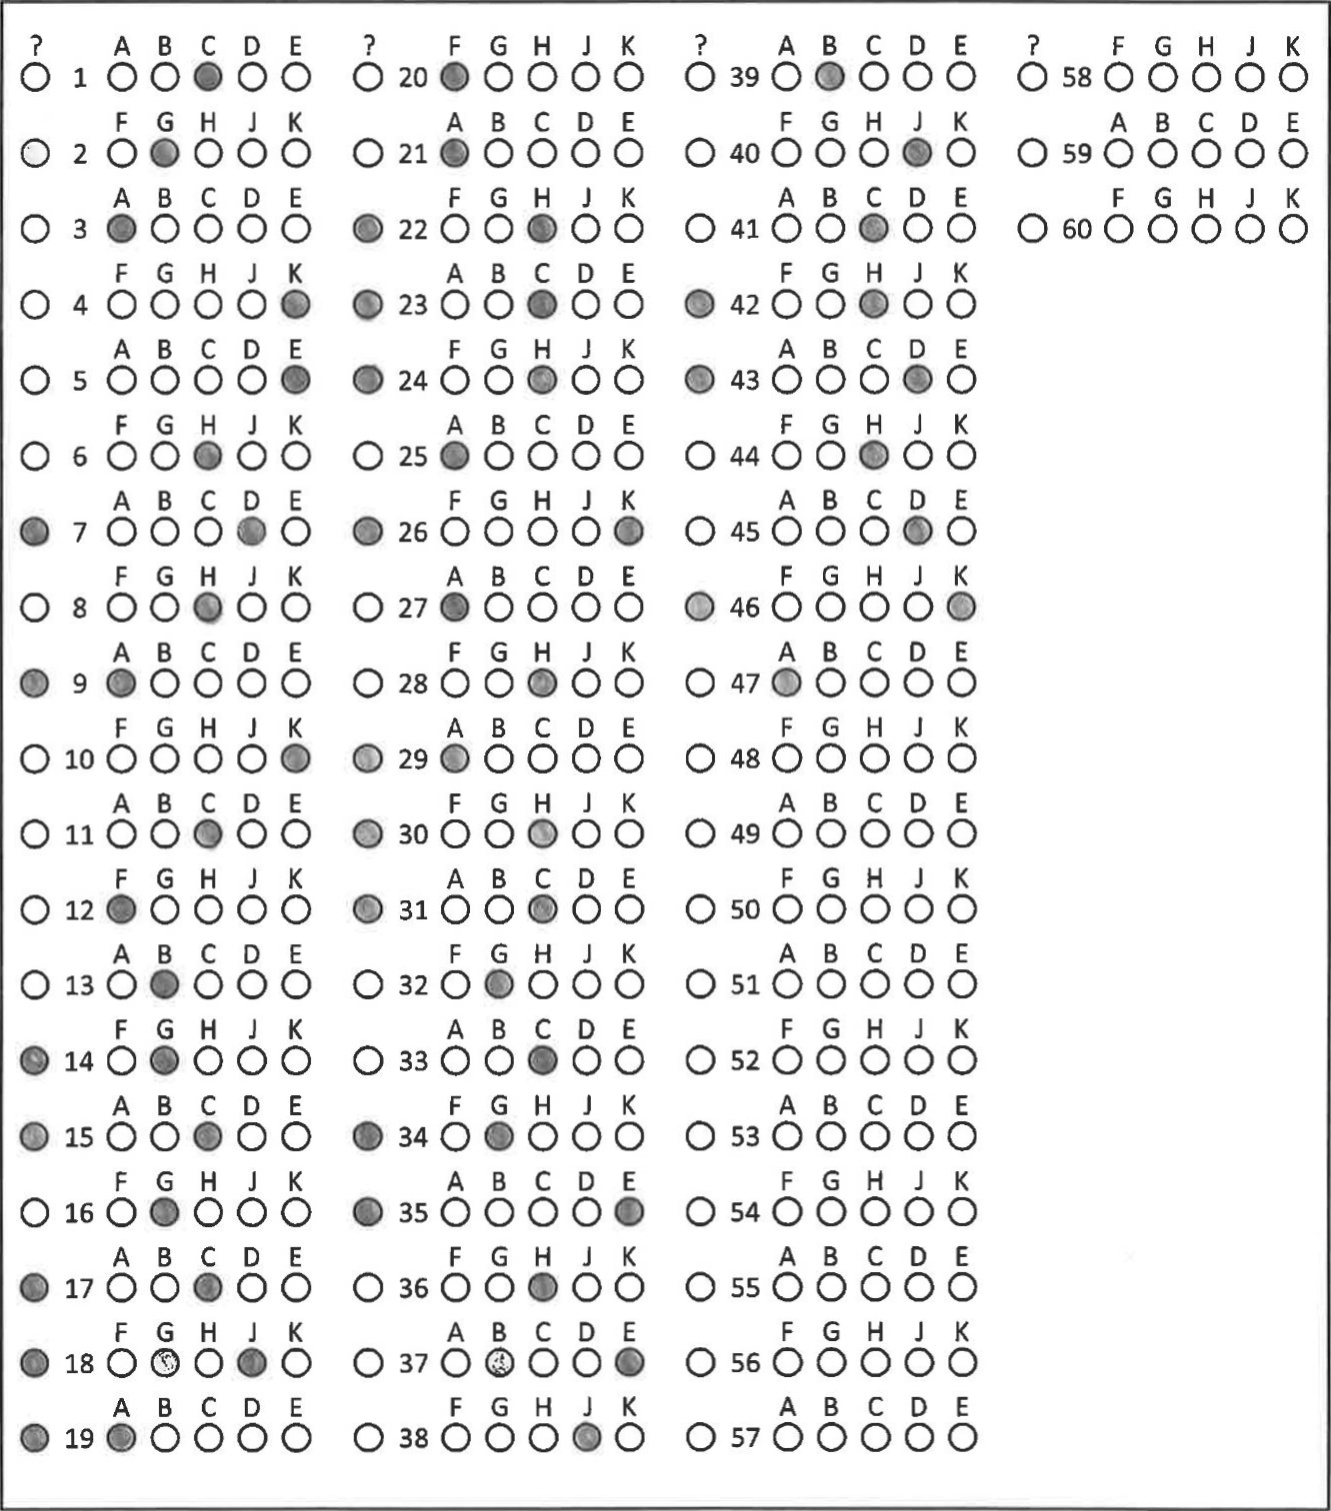 ? A B C D E ? F G H J K ? A B C D E ? F G H J K
1 20 39 58
F G H J K A B C D E F G H J K A B C D E
2 21 40 59
A B C D E F G H J K A B C D E F G H J K
3 22 41 60
F G H J K A B C D E F G H J K
4 23 42
A B C D E F G H J K A B C D E
5 24 43
F G H J K A B C D E F G H J K
6 25 44
A B C D E F G H J K A B C D E
7 26 45
F G H J K A B C D E F G H J K
8 27 46
A B C D E F G H J K A B C D E
9 28 47
F G H J K A B C D E F G H J K
10 29 48
A B C D E F G H J K A B C D E
11 30 49
F G H J K A B C D E F G H J K
12 31 50
A B C D E F G H J K A B C D E
13 32 51
F G H J K A B C D E F G H J K
14 33 52
A B C D E F G H J K A B C D E
15 34 53
F G H J K A B C D E F G H J K
16 35 54
A B C D E F G H J K A B C D E
17 36 55
F G H J K A B C D E F G H J K
18 37 56
A B C D E F G H J K A B C D E
19 38 57